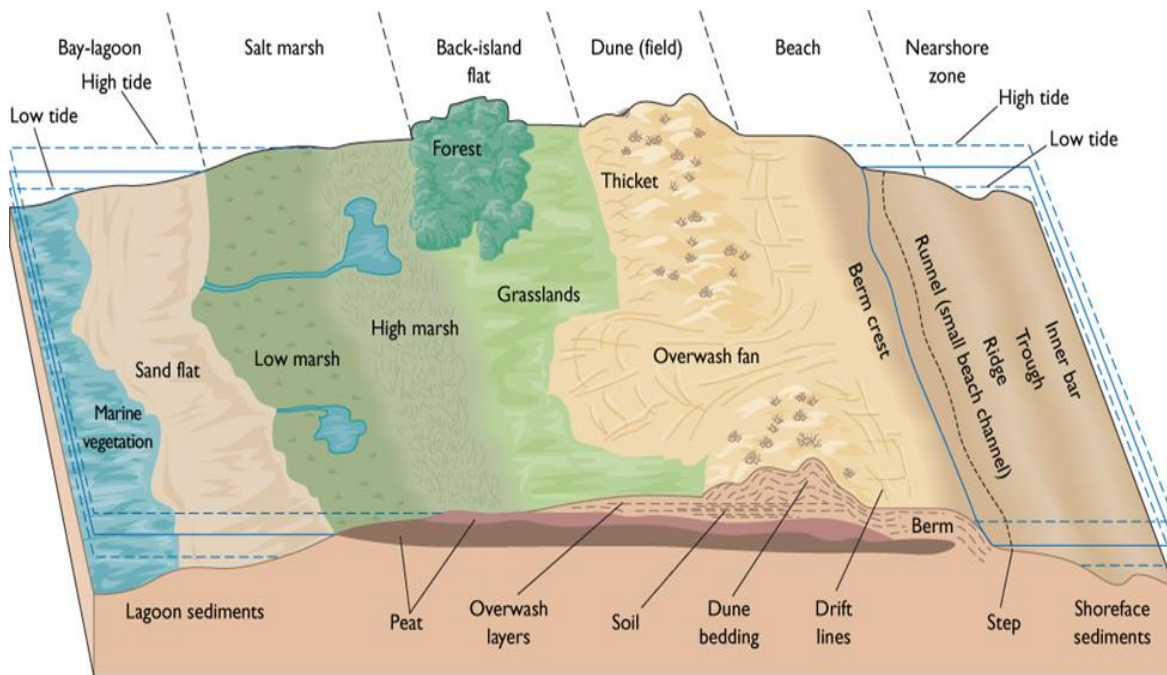 Bay-lagoon
Salt marsh
Back-island
flat
Dune (field)
Beach
Nearshore
zone
High tide
Low tide
High tide
Low tide
Forest
Thicket
Grasslands
High marsh
Low marsh
Sand flat
Marine
vegetation
Overwash fan
Berm crest
Runnel (small beach channel)
Ridge
Trough
Inner bar
Berm
Lagoon sediments
Peat
Overwash
layers
Soil
Dune
bedding
Drift
lines
Step
Shoreface
sediments